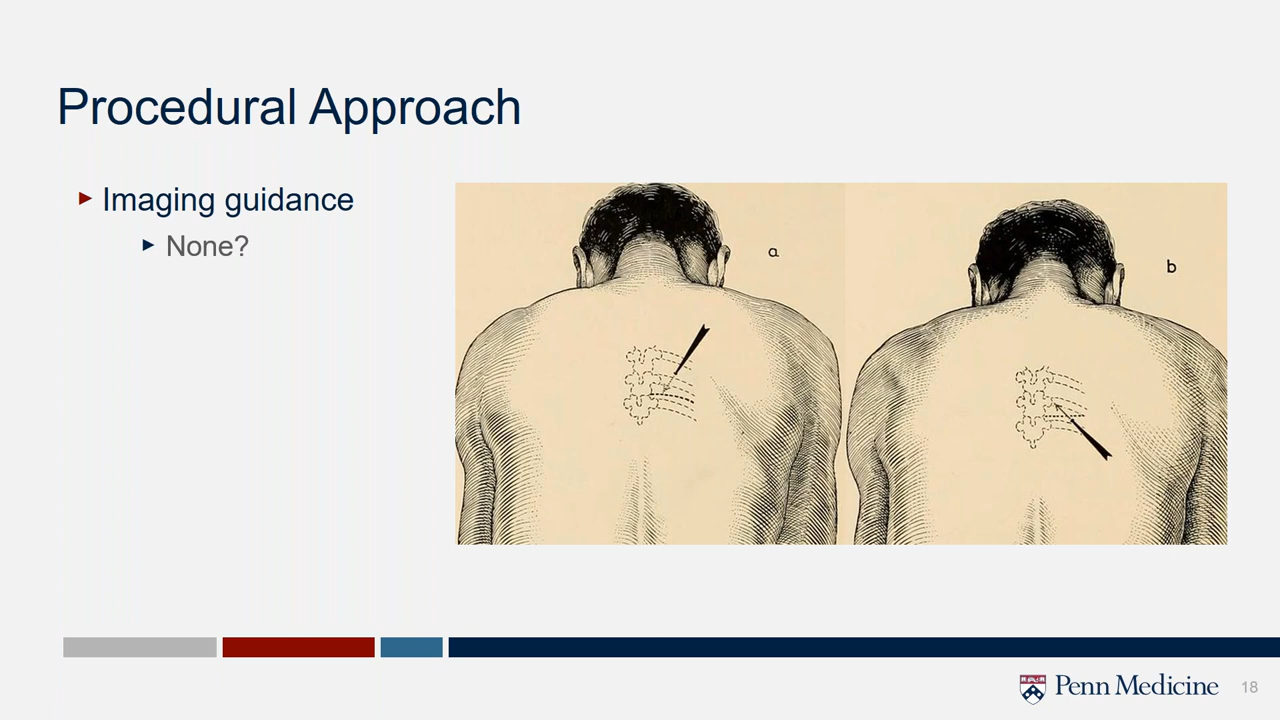 Procedural Approach
Imaging guidance
None?
a
b
Penn Medicine
18